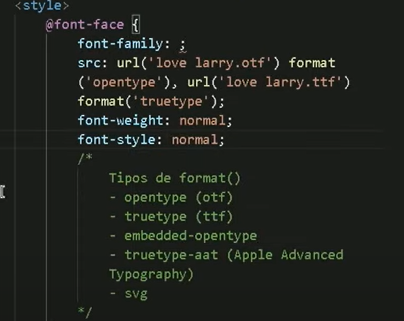 <style>
@font-face {
font-family: ;
src: url('love larry.otf') format
('opentype'), url('love larry.ttf')
format('truetype');
font-weight: normal;
font-style: normal;
/*
Tipos de format()
- opentype (otf)
- truetype (ttf)
- embedded-opentype
- truetype-aat (Apple Advanced
Typography)
- svg
*/